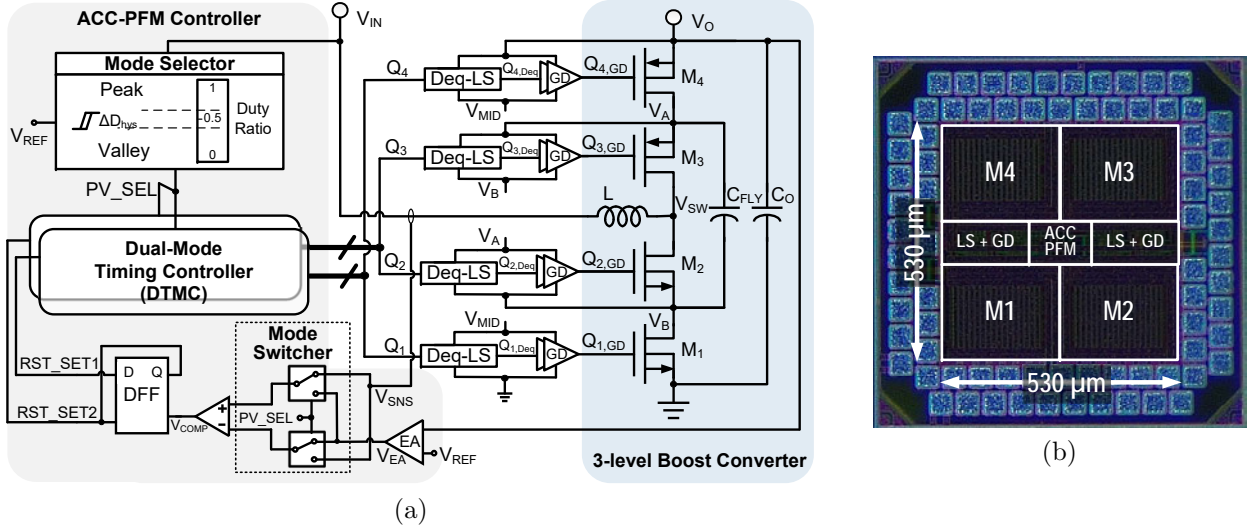 ACC-PFM Controller
V_IN
V_O
Mode Selector
Peak
Valley
ΔD_hys
1
0.5
0
Duty
Ratio
V_REF
PV_SEL
Dual-Mode
Timing Controller
(DTMC)
RST_SET1
RST_SET2
D Q
DFF
V_COMP
+
−
Mode
Switcher
PV_SEL
V_SNS
V_EA
EA
V_REF
Q_4
Deq-LS
Q_4,Deq
GD
Q_4,GD
M_4
V_MID
V_A
Q_3
Deq-LS
Q_3,Deq
GD
Q_3,GD
M_3
V_B
L
V_SW
C_FLY
C_O
V_A
Q_2
Deq-LS
Q_2,Deq
GD
Q_2,GD
M_2
V_MID
V_B
Q_1
Deq-LS
Q_1,Deq
GD
Q_1,GD
M_1
3-level Boost Converter
(a)
M4 M3
LS + GD ACC PFM LS + GD
M1 M2
530 µm
530 µm
(b)